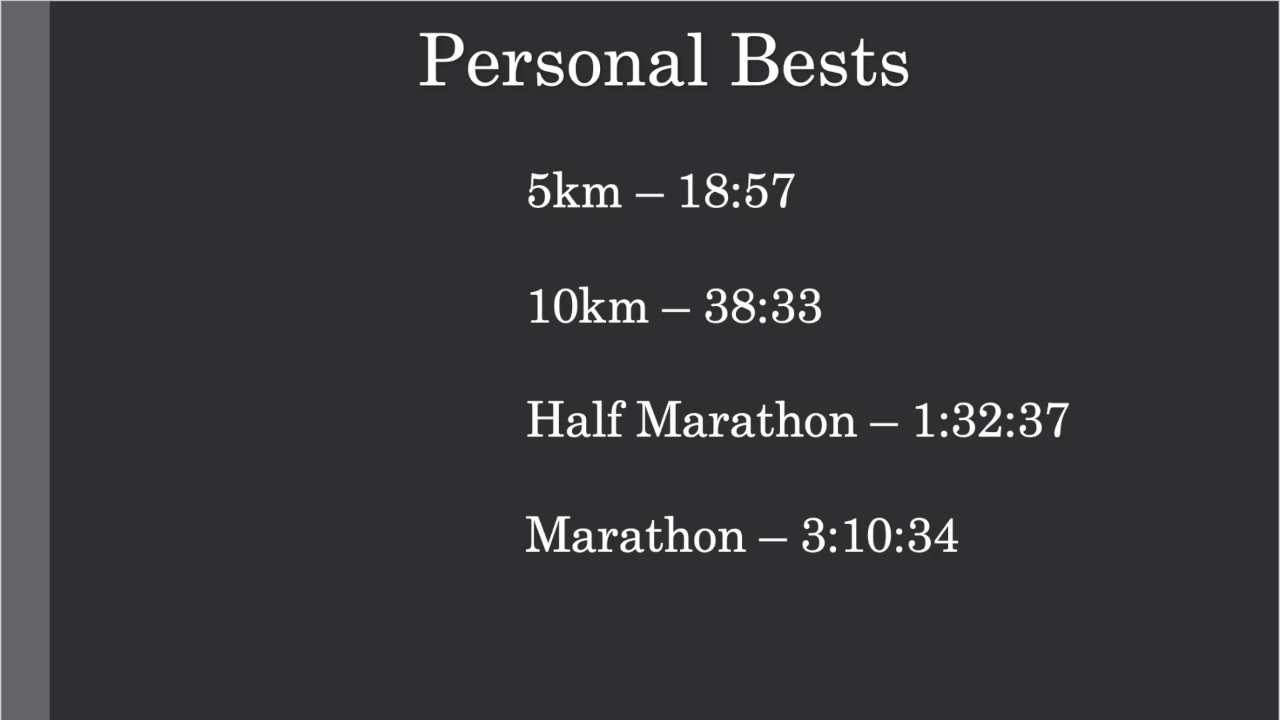 Personal Bests
5km – 18:57
10km – 38:33
Half Marathon – 1:32:37
Marathon – 3:10:34